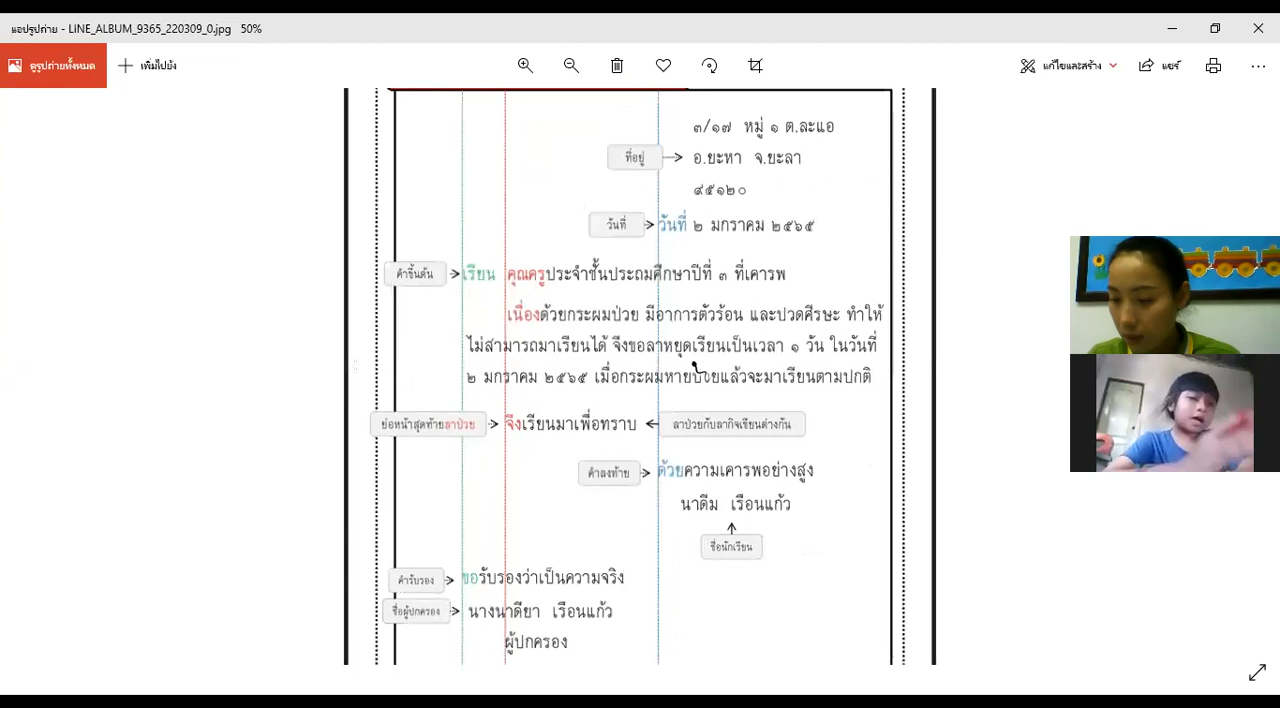 แอปรูปถ่าย - LINE_ALBUM_9365_220309_0.jpg 50%
ดูรูปถ่ายทั้งหมด
เพิ่มไปยัง
แก้ไขและสร้าง
แชร์
๓/๑๗ หมู่ ๑ ต.ละแอ
ที่อยู่
อ.ยะหา จ.ยะลา
๙๕๑๒๐
วันที่
วันที่ ๒ มกราคม ๒๕๖๕
คำขึ้นต้น
เรียน คุณครูประจำชั้นประถมศึกษาปีที่ ๓ ที่เคารพ
เนื่องด้วยกระผมป่วย มีอาการตัวร้อน และปวดศีรษะ ทำให้
ไม่สามารถมาเรียนได้ จึงขอลาหยุดเรียนเป็นเวลา ๑ วัน ในวันที่
๒ มกราคม ๒๕๖๕ เมื่อกระผมหายป่วยแล้วจะมาเรียนตามปกติ
ย่อหน้าสุดท้ายลาป่วย
จึงเรียนมาเพื่อทราบ
ลาป่วยกับลากิจเขียนต่างกัน
คำลงท้าย
ด้วยความเคารพอย่างสูง
นาดีม เรือนแก้ว
ชื่อนักเรียน
คำรับรอง
ขอรับรองว่าเป็นความจริง
ชื่อผู้ปกครอง
นางนาดียา เรือนแก้ว
ผู้ปกครอง